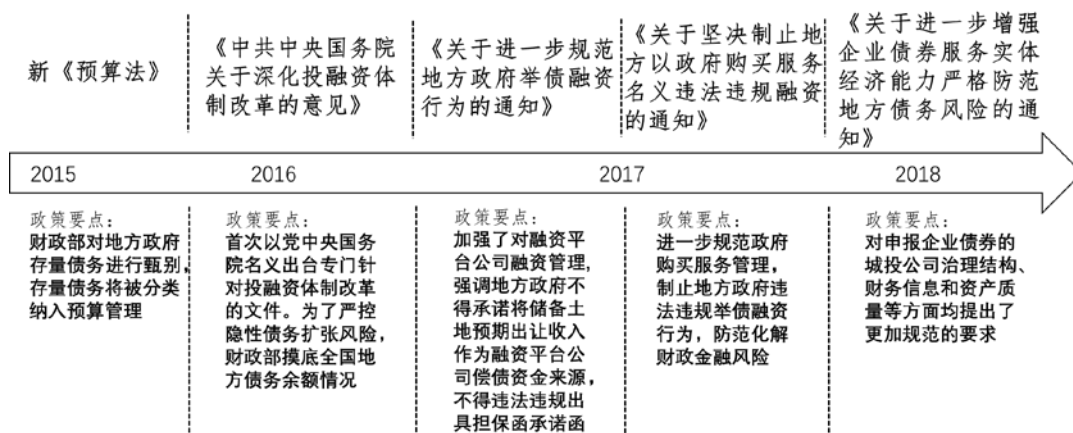 新《预算法》
《中共中央国务院
关于深化投融资体
制改革的意见》
《关于进一步规范
地方政府举债融资
行为的通知》
《关于坚决制止地
方以政府购买服务
名义违法违规融资
的通知》
《关于进一步增强
企业债券服务实体
经济能力严格防范
地方债务风险的通
知》
2015
2016
2017
2018
政策要点:
财政部对地方政府
存量债务进行甄别,
存量债务将被分类
纳入预算管理
政策要点:
首次以党中央国务
院名义出台专门针
对投融资体制改革
的文件。为了严控
隐性债务扩张风险,
财政部摸底全国地
方债务余额情况
政策要点:
加强了对融资平
台公司融资管理,
强调地方政府不
得承诺将储备土
地预期出让收入
作为融资平台公
司偿债资金来源,
不得违法违规出
具担保函承诺函
政策要点:
进一步规范政府
购买服务管理,
制止地方政府违
法违规举债融资
行为,防范化解
财政金融风险
政策要点:
对申报企业债券的
城投公司治理结构、
财务信息和资产质
量等方面均提出了
更加规范的要求